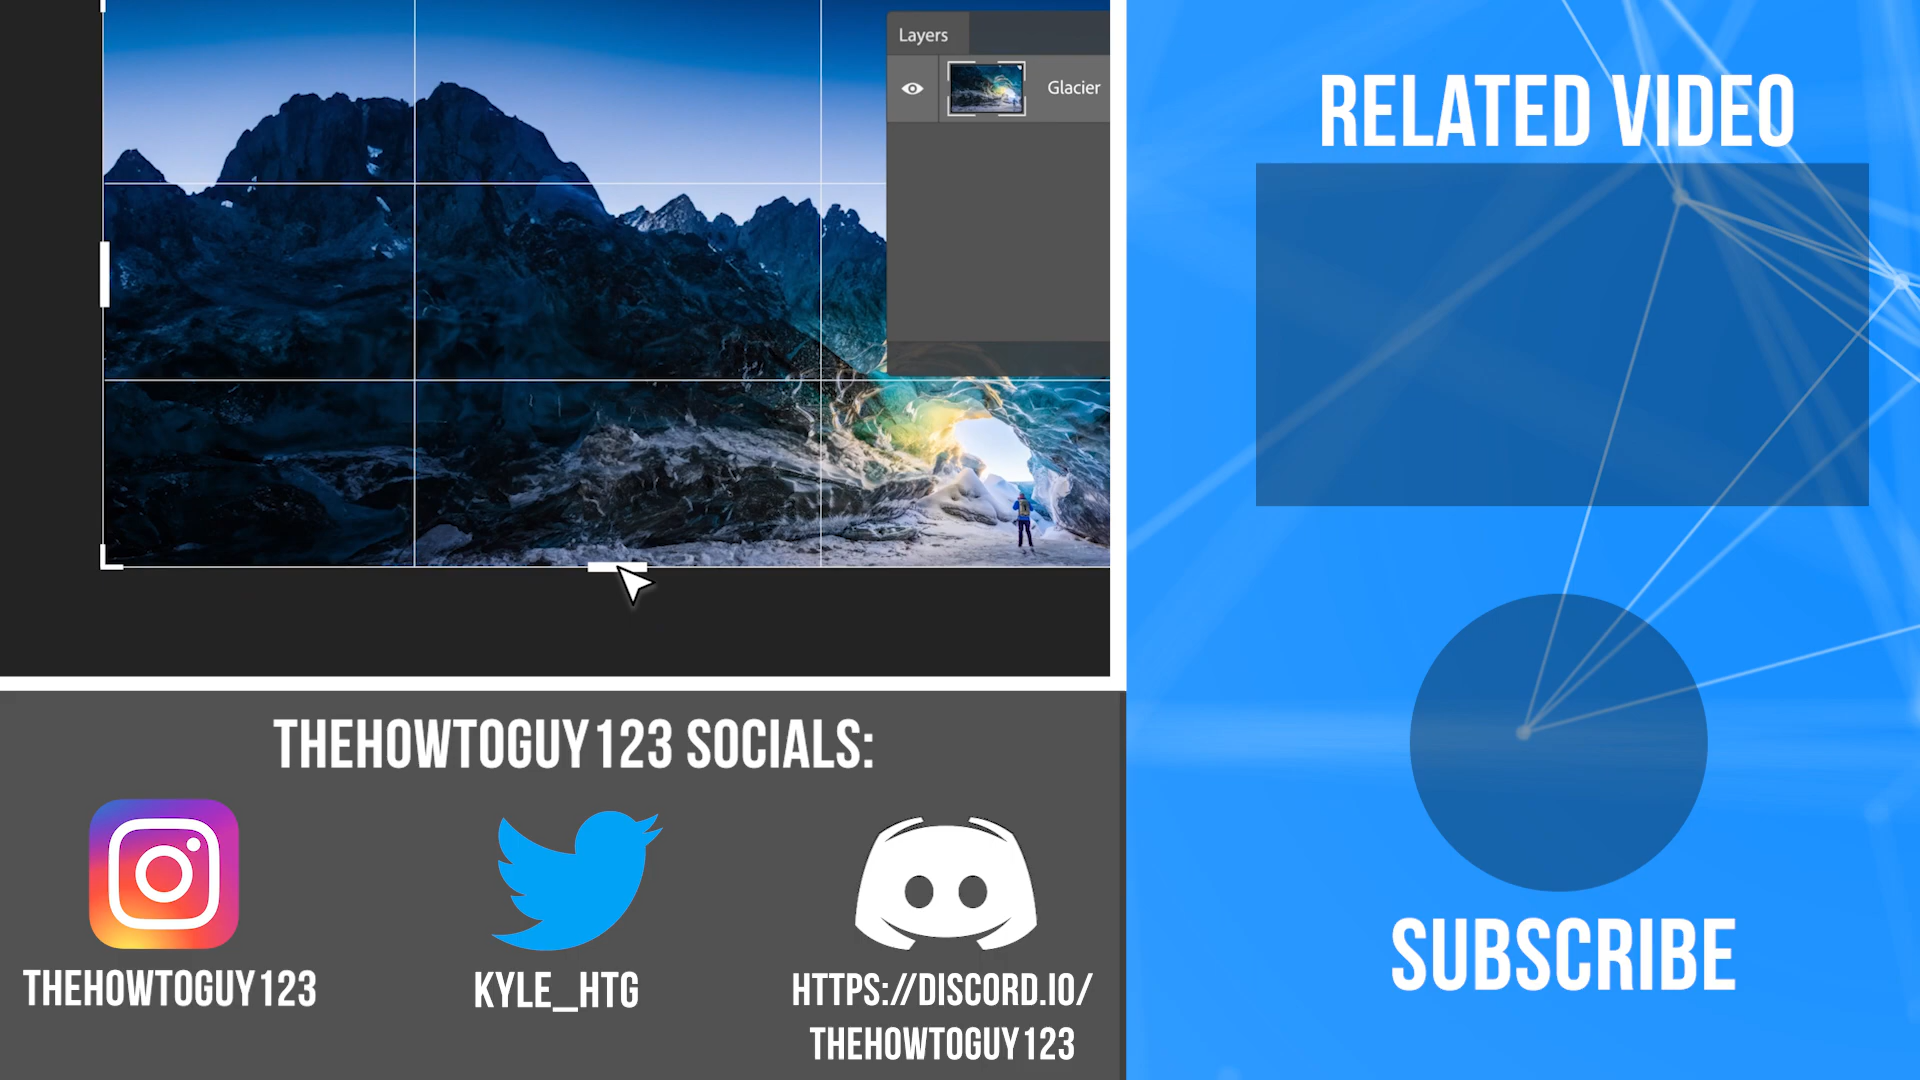 Layers
Glacier
RELATED VIDEO
THEHOWTOGUY123 SOCIALS:
THEHOWTOGUY123
KYLE_HTG
HTTPS://DISCORD.IO/
THEHOWTOGUY123
SUBSCRIBE